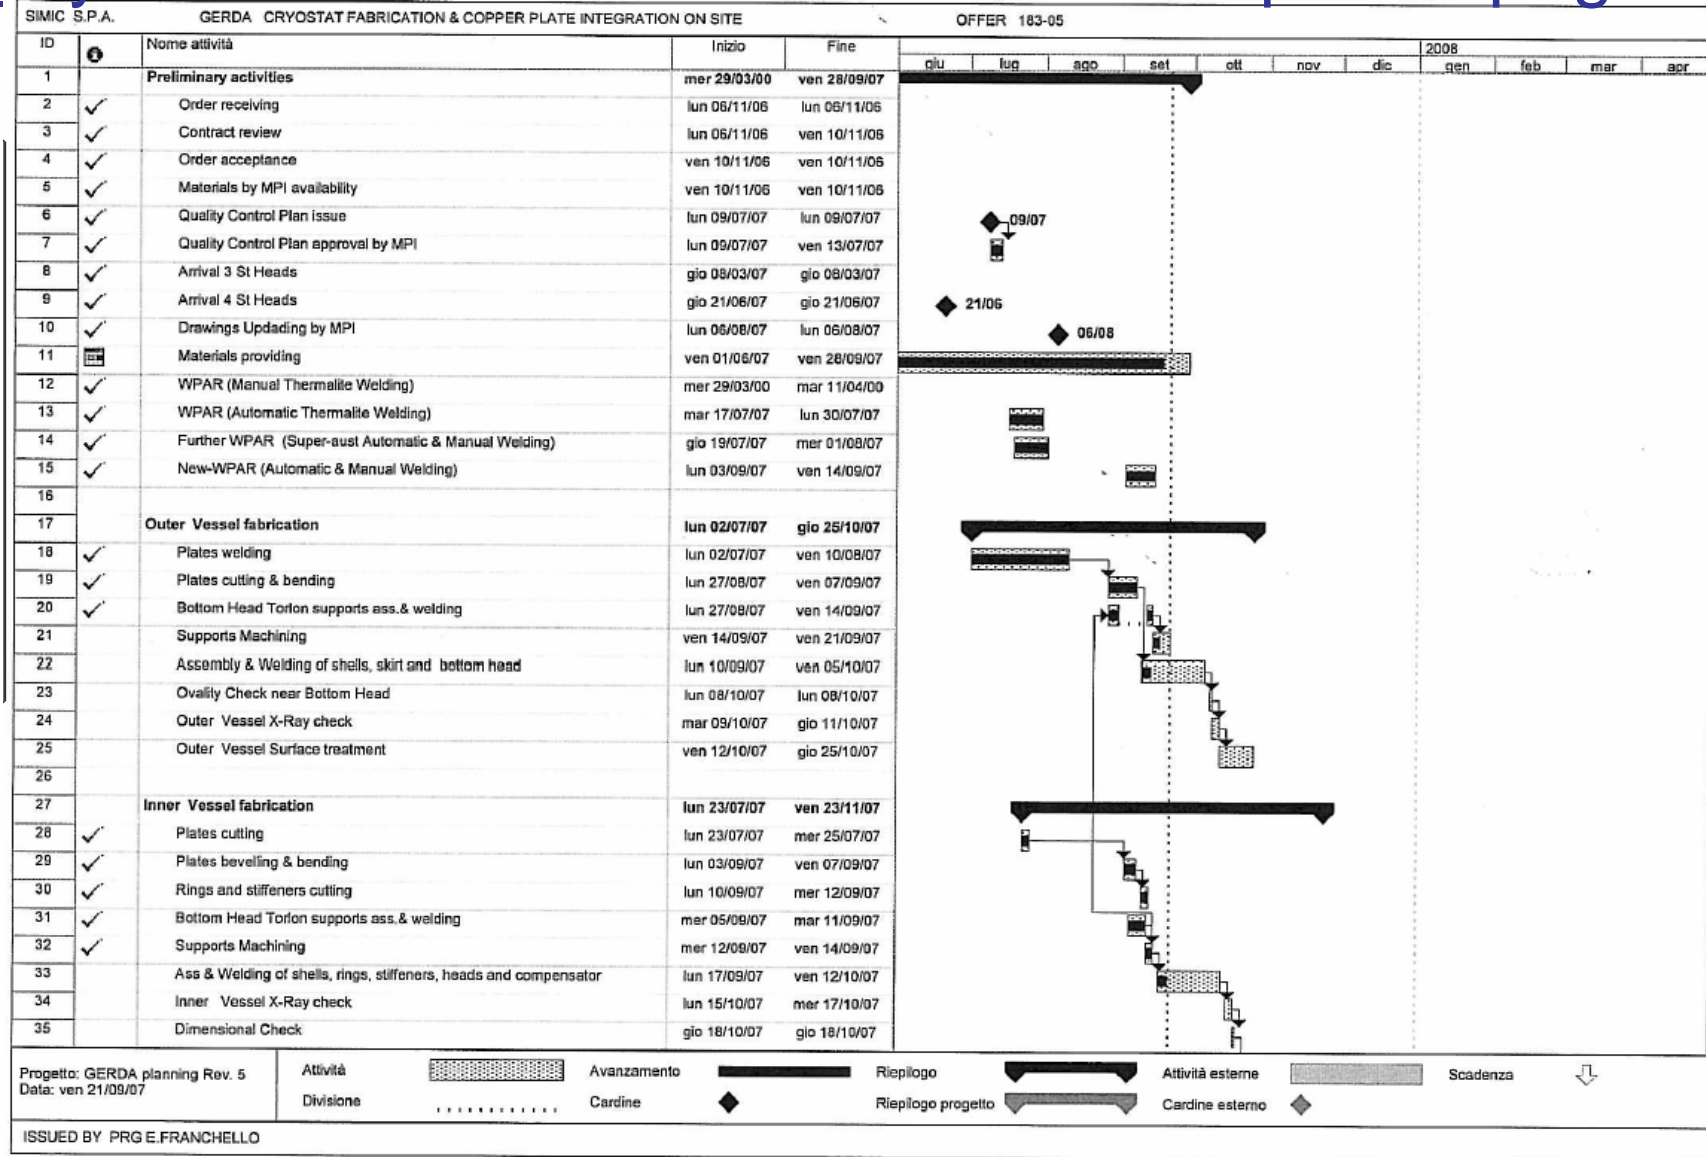 SIMIC S.P.A. GERDA CRYOSTAT FABRICATION & COPPER PLATE INTEGRATION ON SITE OFFER 183-05
ID Nome attività Inizio Fine 2008
giu lug ago set ott nov dic gen feb mar apr
1 Preliminary activities mer 29/03/00 ven 28/09/07
2 Order receiving lun 06/11/06 lun 06/11/06
3 Contract review lun 06/11/06 ven 10/11/06
4 Order acceptance ven 10/11/06 ven 10/11/06
5 Materials by MPI availability ven 10/11/06 ven 10/11/06
6 Quality Control Plan issue lun 09/07/07 lun 09/07/07 09/07
7 Quality Control Plan approval by MPI lun 09/07/07 ven 13/07/07
8 Arrival 3 St Heads gio 08/03/07 gio 08/03/07
9 Arrival 4 St Heads gio 21/06/07 gio 21/06/07 21/06
10 Drawings Updading by MPI lun 06/08/07 lun 06/08/07 06/08
11 Materials providing ven 01/06/07 ven 28/09/07
12 WPAR (Manual Thermalite Welding) mer 29/03/00 mar 11/04/00
13 WPAR (Automatic Thermalite Welding) mar 17/07/07 lun 30/07/07
14 Further WPAR (Super-aust Automatic & Manual Welding) gio 19/07/07 mer 01/08/07
15 New-WPAR (Automatic & Manual Welding) lun 03/09/07 ven 14/09/07
16
17 Outer Vessel fabrication lun 02/07/07 gio 25/10/07
18 Plates welding lun 02/07/07 ven 10/08/07
19 Plates cutting & bending lun 27/08/07 ven 07/09/07
20 Bottom Head Torlon supports ass.& welding lun 27/08/07 ven 14/09/07
21 Supports Machining ven 14/09/07 ven 21/09/07
22 Assembly & Welding of shells, skirt and bottom head lun 10/09/07 ven 05/10/07
23 Ovality Check near Bottom Head lun 08/10/07 lun 08/10/07
24 Outer Vessel X-Ray check mar 09/10/07 gio 11/10/07
25 Outer Vessel Surface treatment ven 12/10/07 gio 25/10/07
26
27 Inner Vessel fabrication lun 23/07/07 ven 23/11/07
28 Plates cutting lun 23/07/07 mer 25/07/07
29 Plates bevelling & bending lun 03/09/07 ven 07/09/07
30 Rings and stiffeners cutting lun 10/09/07 mer 12/09/07
31 Bottom Head Torlon supports ass.& welding mer 05/09/07 mar 11/09/07
32 Supports Machining mer 12/09/07 ven 14/09/07
33 Ass & Welding of shells, rings, stiffeners, heads and compensator lun 17/09/07 ven 12/10/07
34 Inner Vessel X-Ray check lun 15/10/07 mer 17/10/07
35 Dimensional Check gio 18/10/07 gio 18/10/07
Progetto: GERDA planning Rev. 5
Data: ven 21/09/07
Attività Avanzamento Riepilogo Attività esterne Scadenza
Divisione Cardine Riepilogo progetto Cardine esterno
ISSUED BY PRG E.FRANCHELLO